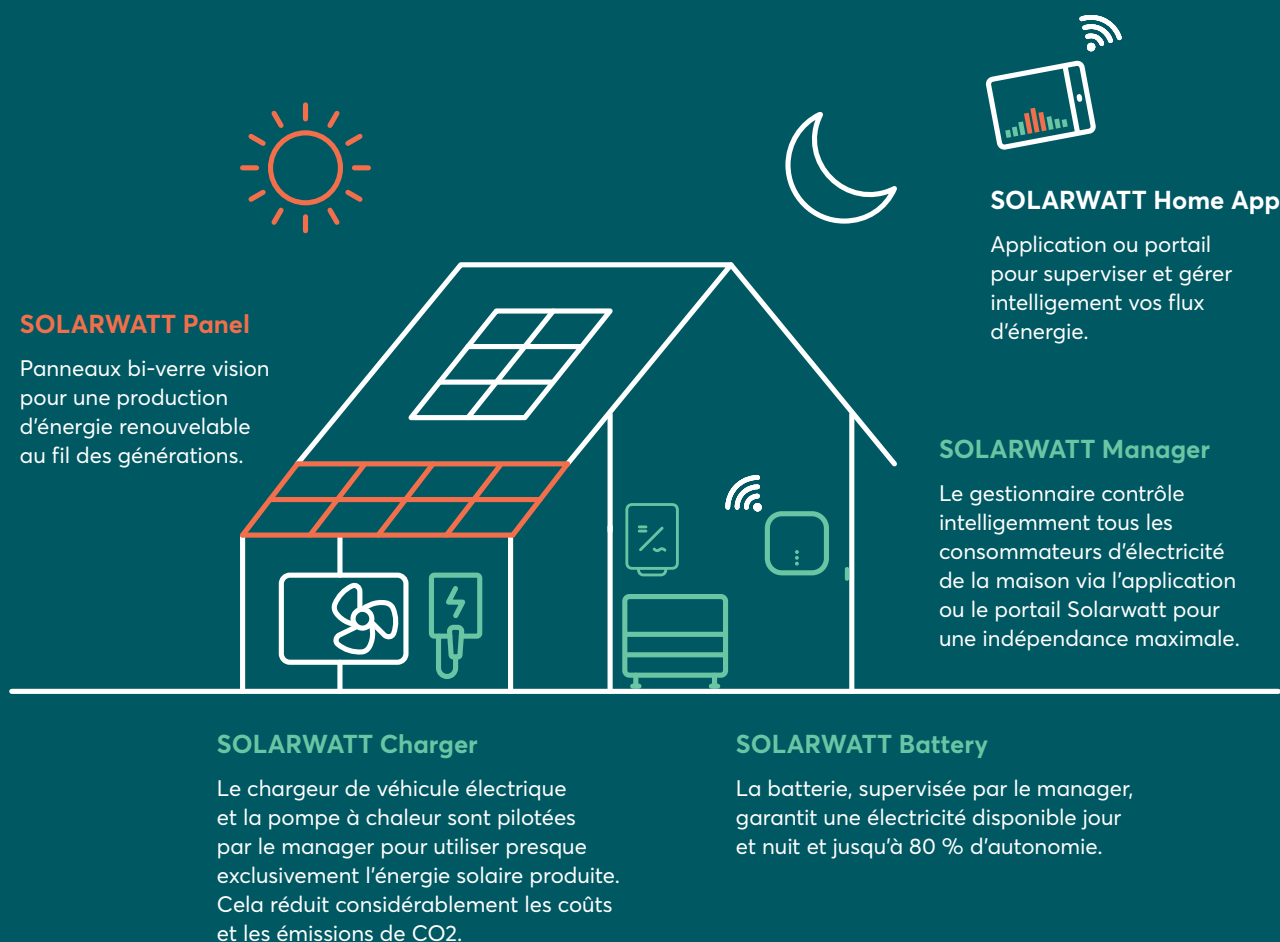 SOLARWATT Home App
Application ou portail
pour superviser et gérer
intelligement vos flux
d'énergie.
SOLARWATT Panel
Panneaux bi-verre vision
pour une production
d'énergie renouvelable
au fil des générations.
SOLARWATT Manager
Le gestionnaire contrôle
intelligemment tous les
consommateurs d'électricité
de la maison via l'application
ou le portail Solarwatt pour
une indépendance maximale.
SOLARWATT Charger
Le chargeur de véhicule électrique
et la pompe à chaleur sont pilotées
par le manager pour utiliser presque
exclusivement l'énergie solaire produite.
Cela réduit considérablement les coûts
et les émissions de CO2.
SOLARWATT Battery
La batterie, supervisée par le manager,
garantit une électricité disponible jour
et nuit et jusqu'à 80 % d'autonomie.